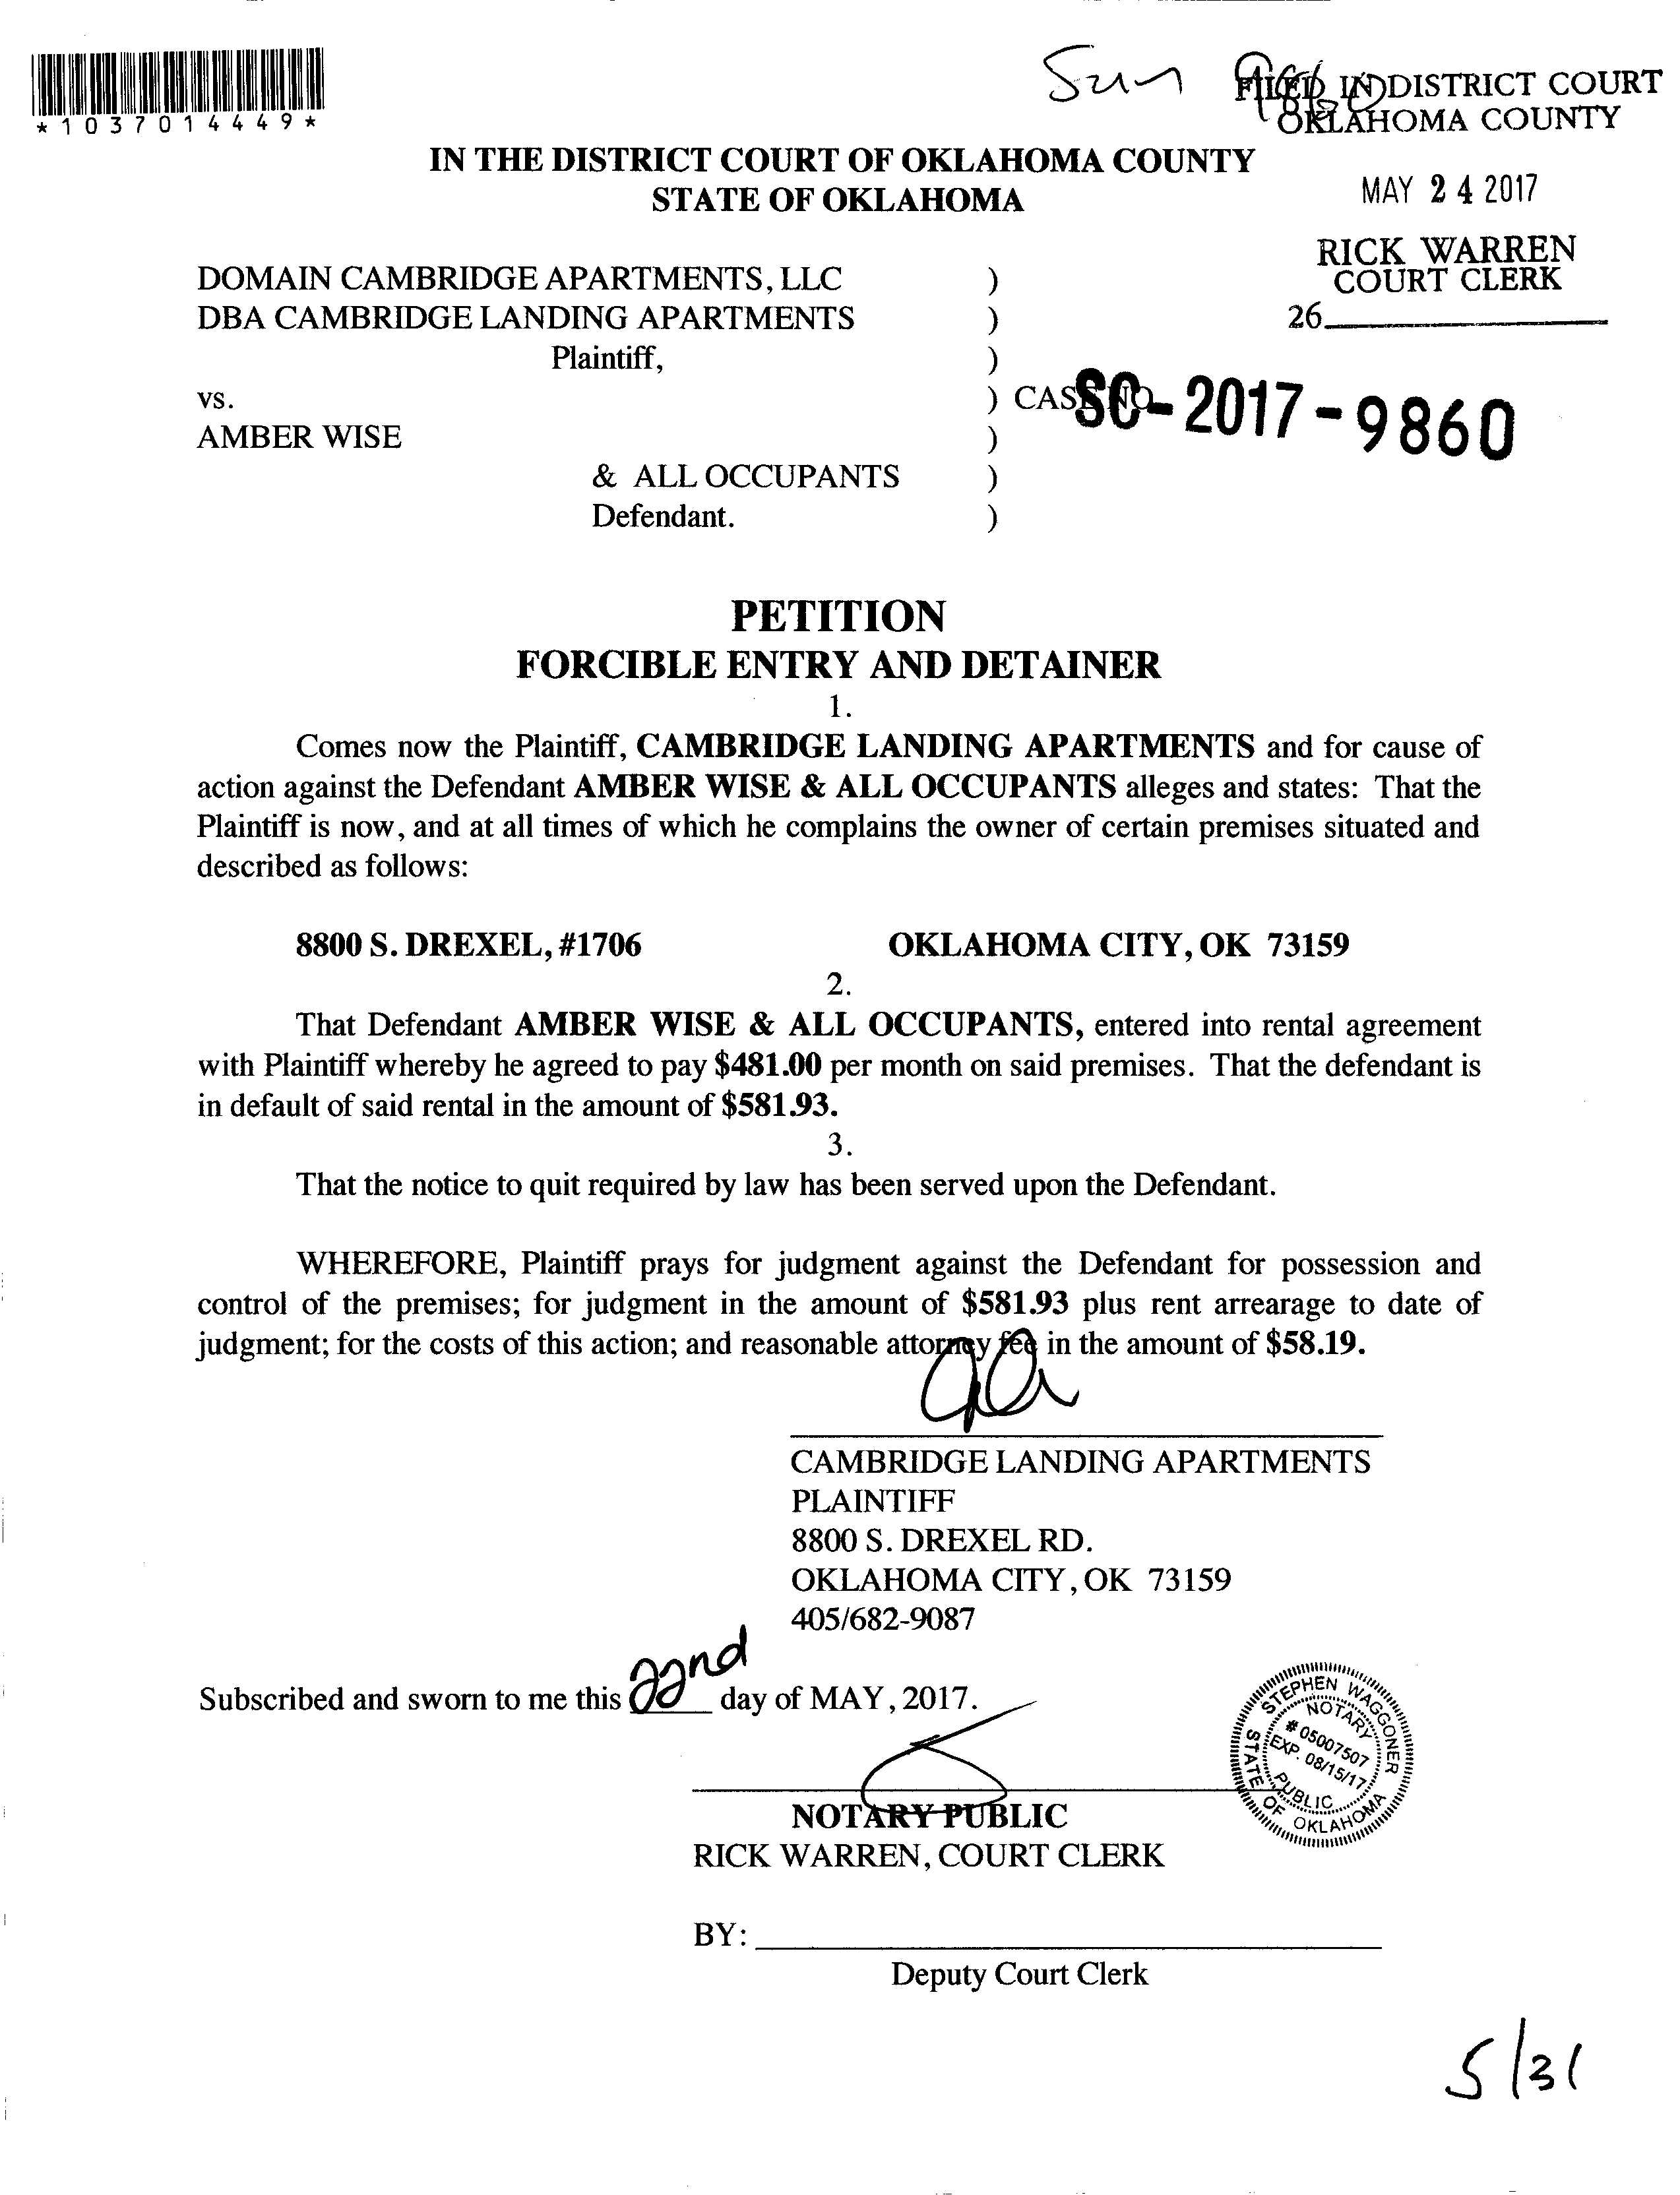 *1037014449*
FILED IN DISTRICT COURT
OKLAHOMA COUNTY
IN THE DISTRICT COURT OF OKLAHOMA COUNTY
STATE OF OKLAHOMA
MAY 24 2017
RICK WARREN
COURT CLERK
26
DOMAIN CAMBRIDGE APARTMENTS, LLC )
DBA CAMBRIDGE LANDING APARTMENTS )
Plaintiff, )
vs. ) CASE NO. SC-2017-9860
AMBER WISE )
& ALL OCCUPANTS )
Defendant. )
PETITION
FORCIBLE ENTRY AND DETAINER
1.
Comes now the Plaintiff, CAMBRIDGE LANDING APARTMENTS and for cause of
action against the Defendant AMBER WISE & ALL OCCUPANTS alleges and states: That the
Plaintiff is now, and at all times of which he complains the owner of certain premises situated and
described as follows:
8800 S. DREXEL, #1706 OKLAHOMA CITY, OK 73159
2.
That Defendant AMBER WISE & ALL OCCUPANTS, entered into rental agreement
with Plaintiff whereby he agreed to pay $481.00 per month on said premises. That the defendant is
in default of said rental in the amount of $581.93.
3.
That the notice to quit required by law has been served upon the Defendant.
WHEREFORE, Plaintiff prays for judgment against the Defendant for possession and
control of the premises; for judgment in the amount of $581.93 plus rent arrearage to date of
judgment; for the costs of this action; and reasonable attorney fee in the amount of $58.19.
CAMBRIDGE LANDING APARTMENTS
PLAINTIFF
8800 S. DREXEL RD.
OKLAHOMA CITY, OK 73159
405/682-9087
Subscribed and sworn to me this 22nd day of MAY, 2017.
STEPHEN WAGGONER
NOTARY
# 05007507
EXP. 08/15/17
PUBLIC
STATE OF OKLAHOMA
NOTARY PUBLIC
RICK WARREN, COURT CLERK
BY:
Deputy Court Clerk
5/31